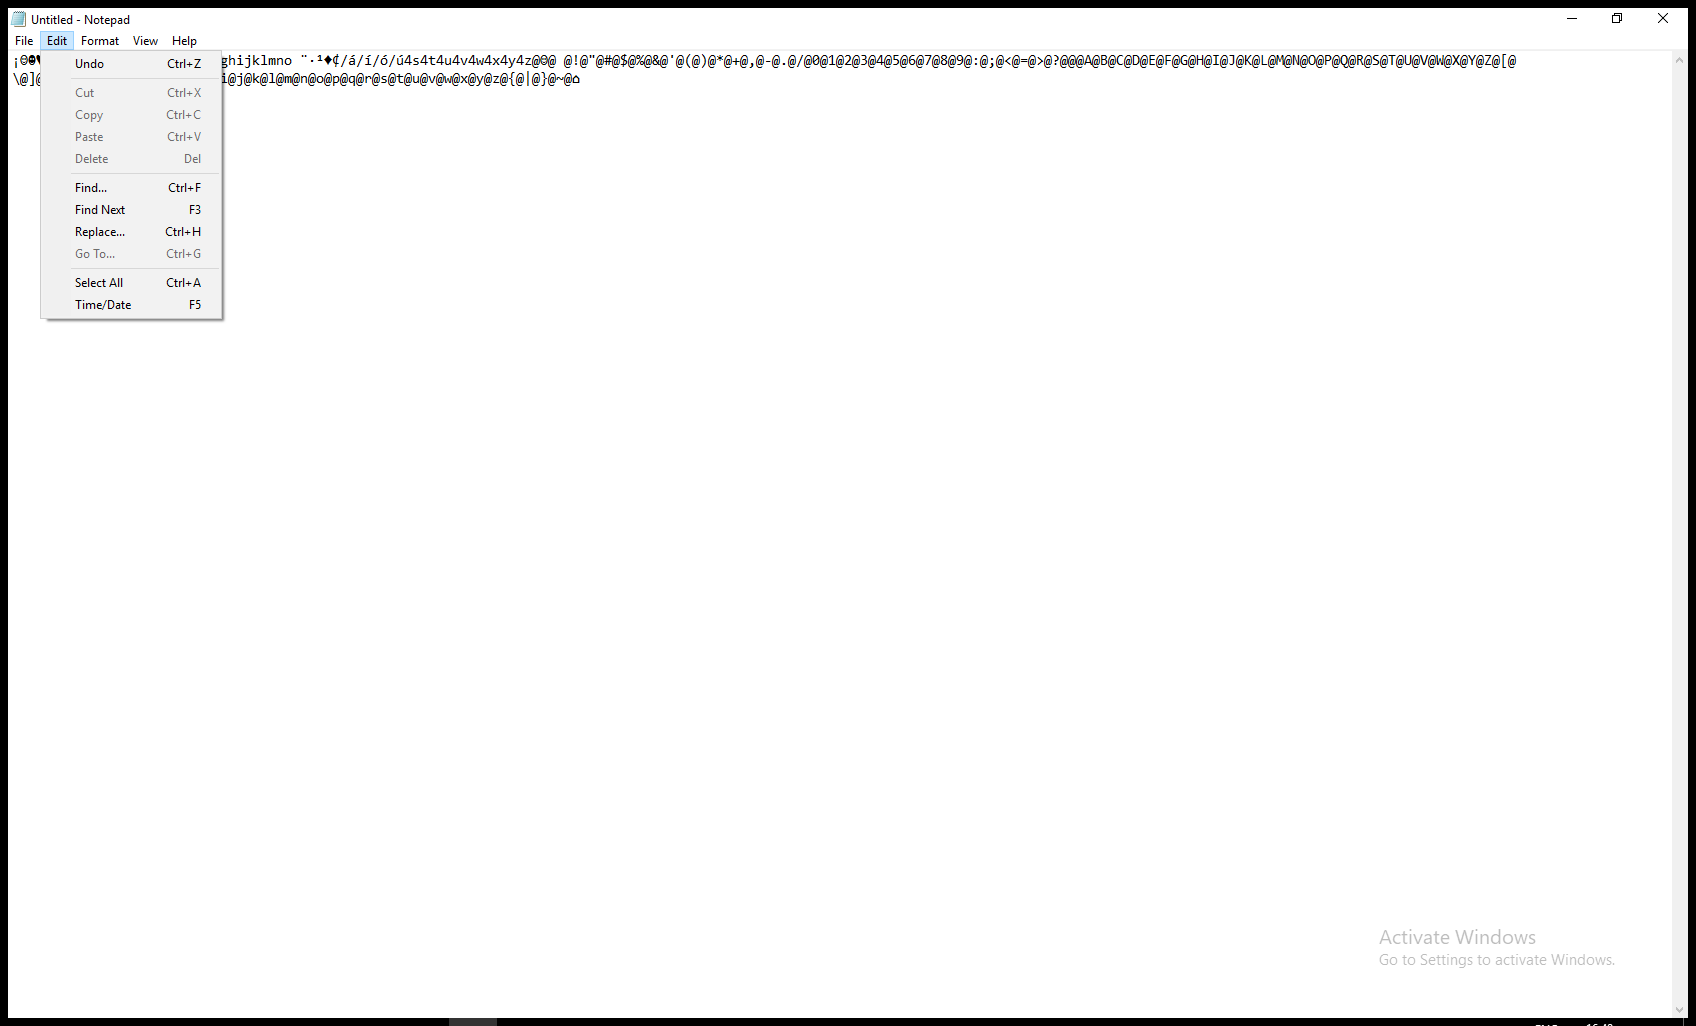 Untitled - Notepad
File Edit Format View Help
ghijklmno ¨·¹♦¢/á/í/ó/ú4s4t4u4v4w4x4y4z@☺@ @!@"@#@$@%@&@'@(@)@*@+@,@-@.@/@0@1@2@3@4@5@6@7@8@9@:@;@<@=@>@?@@@A@B@C@D@E@F@G@H@I@J@K@L@M@N@O@P@Q@R@S@T@U@V@W@X@Y@Z@[@
\@]@ i@j@k@l@m@n@o@p@q@r@s@t@u@v@w@x@y@z@{@|@}@~@⌂
Undo Ctrl+Z
Cut Ctrl+X
Copy Ctrl+C
Paste Ctrl+V
Delete Del
Find... Ctrl+F
Find Next F3
Replace... Ctrl+H
Go To... Ctrl+G
Select All Ctrl+A
Time/Date F5
Activate Windows
Go to Settings to activate Windows.